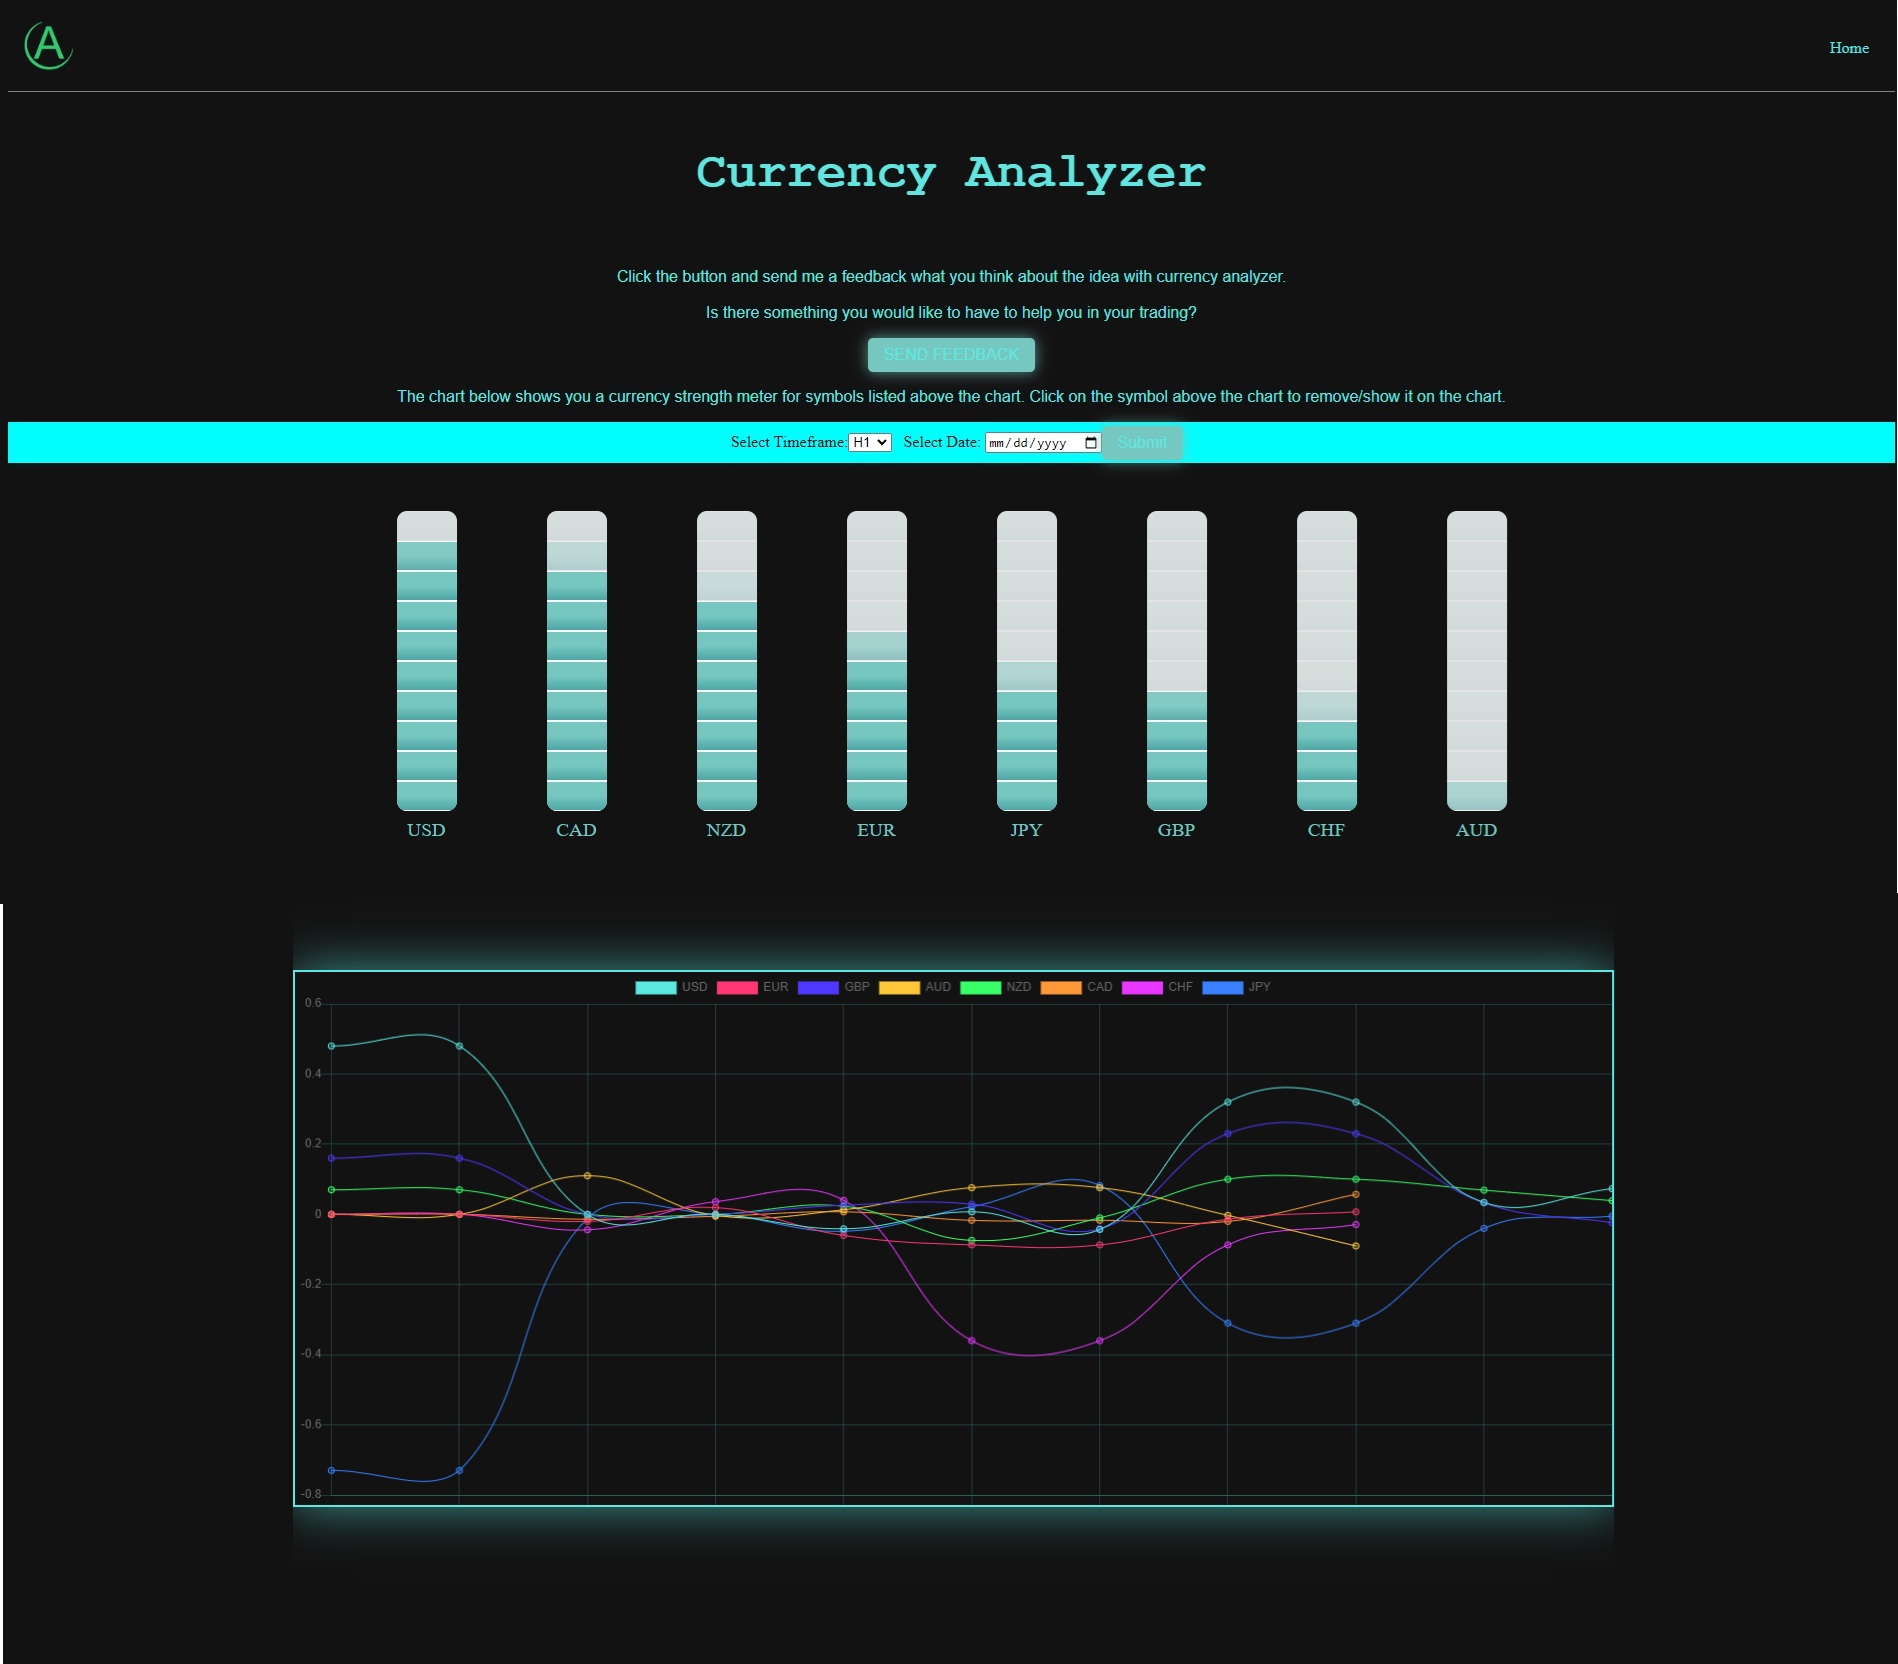 A
Home
Currency Analyzer
Click the button and send me a feedback what you think about the idea with currency analyzer.
Is there something you would like to have to help you in your trading?
SEND FEEDBACK
The chart below shows you a currency strength meter for symbols listed above the chart. Click on the symbol above the chart to remove/show it on the chart.
Select Timeframe: H1 Select Date: mm/dd/yyyy Submit
USD CAD NZD EUR JPY GBP CHF AUD
USD EUR GBP AUD NZD CAD CHF JPY
0.6
0.4
0.2
0
-0.2
-0.4
-0.6
-0.8